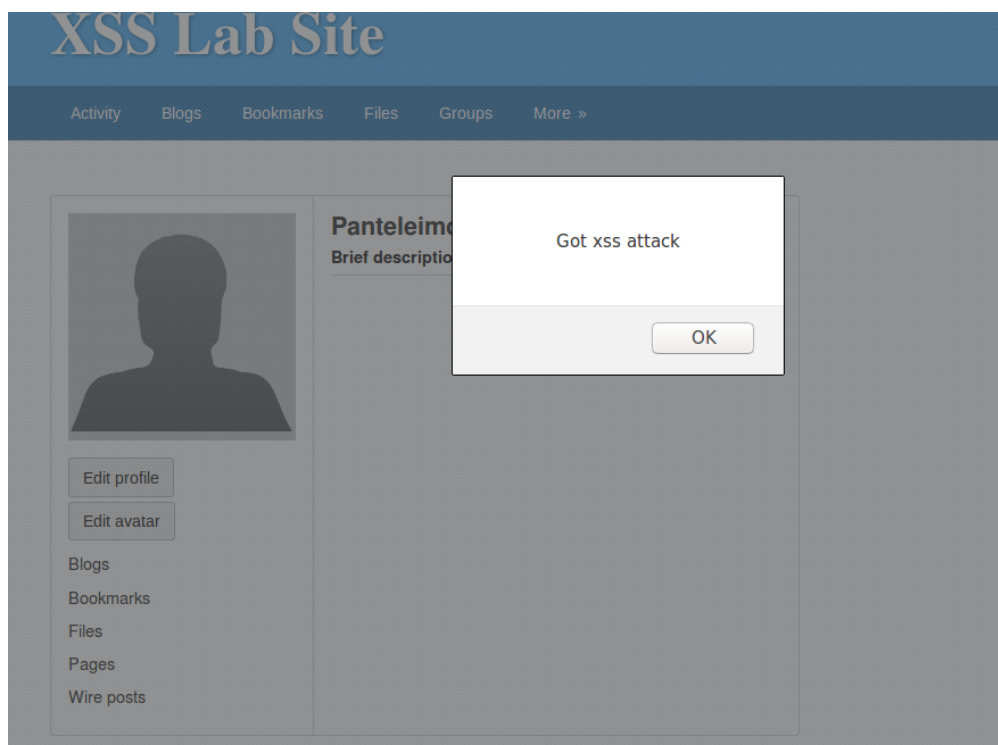 XSS Lab Site
Activity Blogs Bookmarks Files Groups More »
Brief
Got xss attack
OK
Edit profile
Edit avatar
Blogs
Bookmarks
Files
Pages
Wire posts